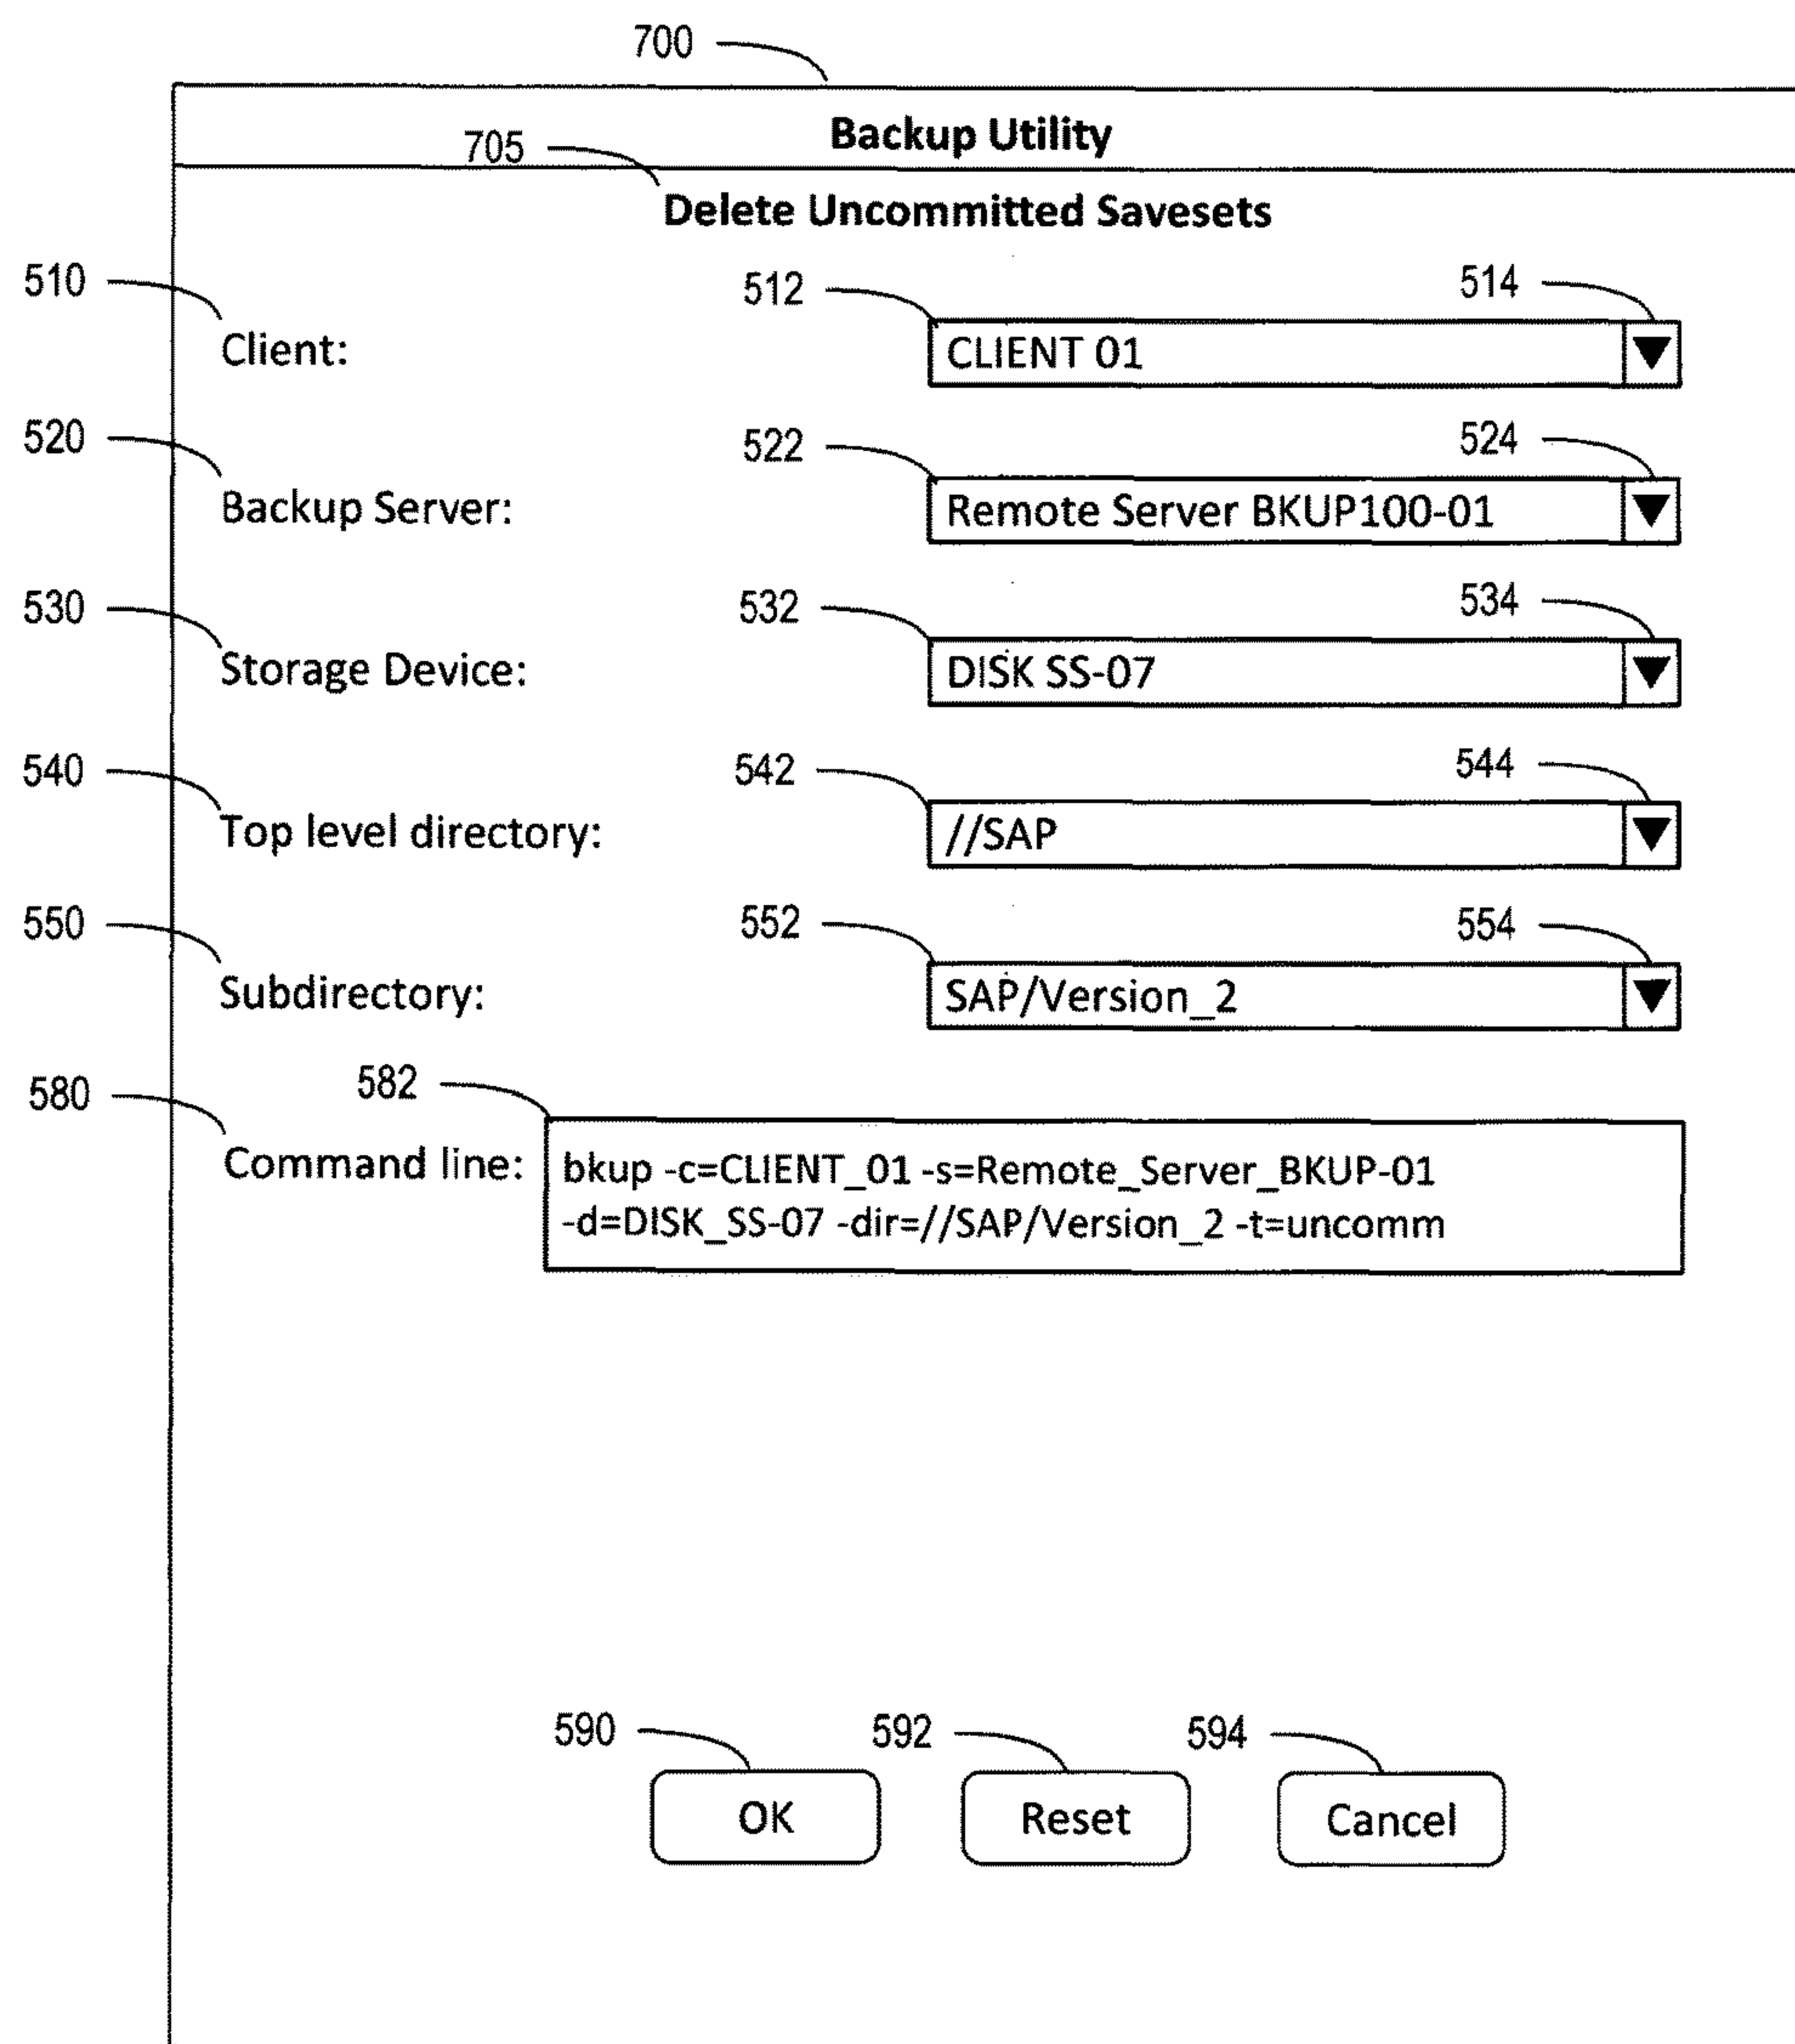 700
Backup Utility
705
Delete Uncommitted Savesets
510
512
514
Client:
CLIENT 01
520
522
524
Backup Server:
Remote Server BKUP100-01
530
532
534
Storage Device:
DISK SS-07
540
542
544
Top level directory:
//SAP
550
552
554
Subdirectory:
SAP/Version_2
580
582
Command line:
bkup -c=CLIENT_01 -s=Remote_Server_BKUP-01
-d=DISK_SS-07 -dir=//SAP/Version_2 -t=uncomm
590
592
594
OK
Reset
Cancel